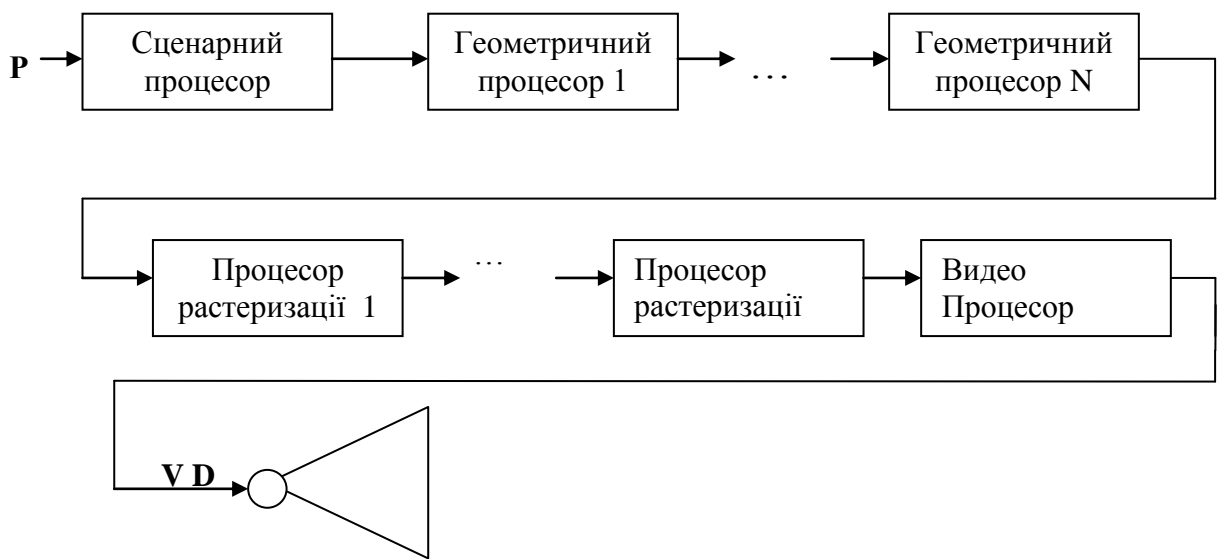 P
Сценарний
процесор
Геометричний
процесор 1
...
Геометричний
процесор N
Процесор
растеризації 1
...
Процесор
растеризації
Видео
Процесор
V D